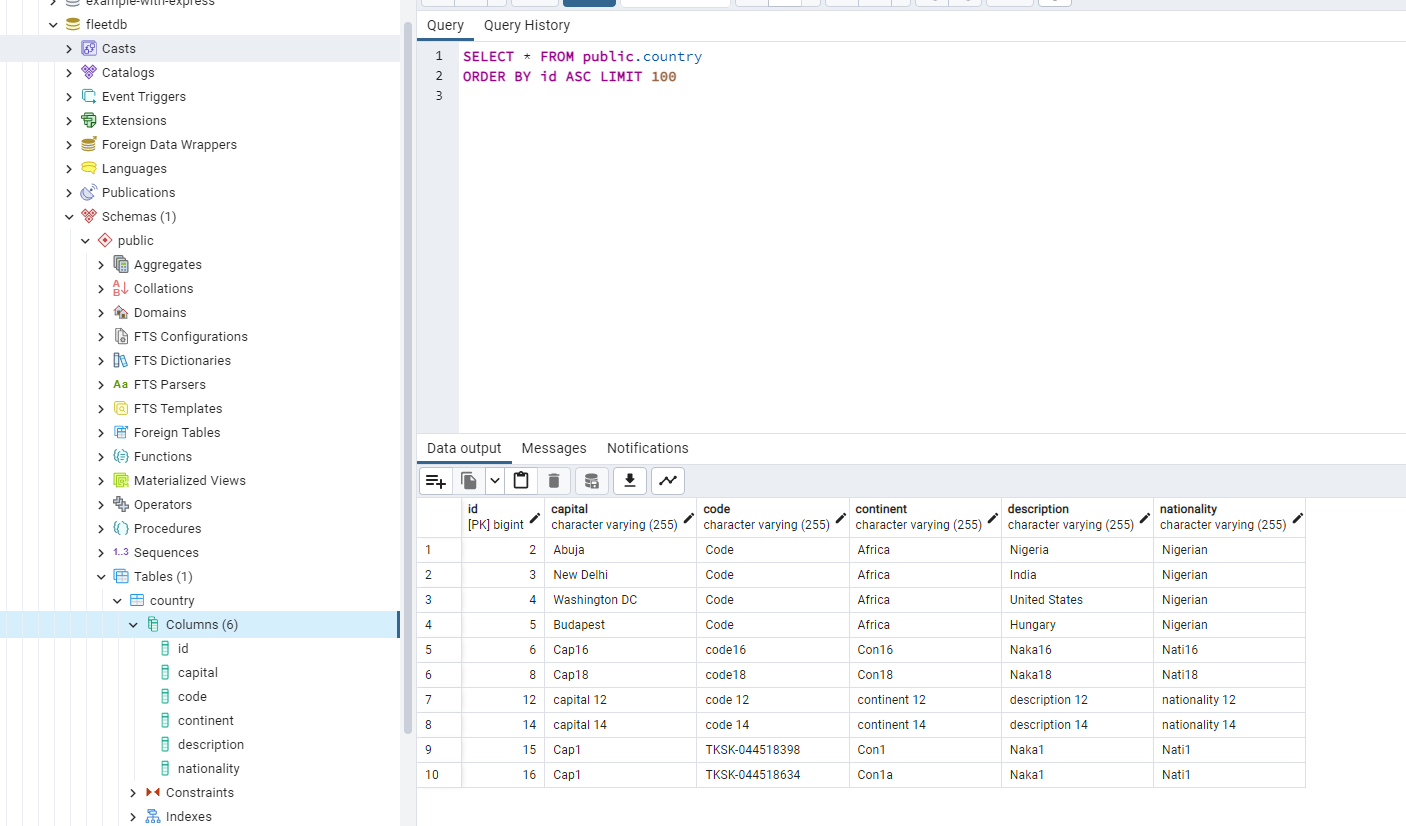 example-with-express
fleetdb
Casts
Catalogs
Event Triggers
Extensions
Foreign Data Wrappers
Languages
Publications
Schemas (1)
public
Aggregates
Collations
Domains
FTS Configurations
FTS Dictionaries
Aa FTS Parsers
FTS Templates
Foreign Tables
Functions
Materialized Views
Operators
Procedures
1..3 Sequences
Tables (1)
country
Columns (6)
id
capital
code
continent
description
nationality
Constraints
Indexes
Query Query History
1 SELECT * FROM public.country
2 ORDER BY id ASC LIMIT 100
3
Data output Messages Notifications
id capital code continent description nationality
[PK] bigint character varying (255) character varying (255) character varying (255) character varying (255) character varying (255)
1 2 Abuja Code Africa Nigeria Nigerian
2 3 New Delhi Code Africa India Nigerian
3 4 Washington DC Code Africa United States Nigerian
4 5 Budapest Code Africa Hungary Nigerian
5 6 Cap16 code16 Con16 Naka16 Nati16
6 8 Cap18 code18 Con18 Naka18 Nati18
7 12 capital 12 code 12 continent 12 description 12 nationality 12
8 14 capital 14 code 14 continent 14 description 14 nationality 14
9 15 Cap1 TKSK-044518398 Con1 Naka1 Nati1
10 16 Cap1 TKSK-044518634 Con1a Naka1 Nati1